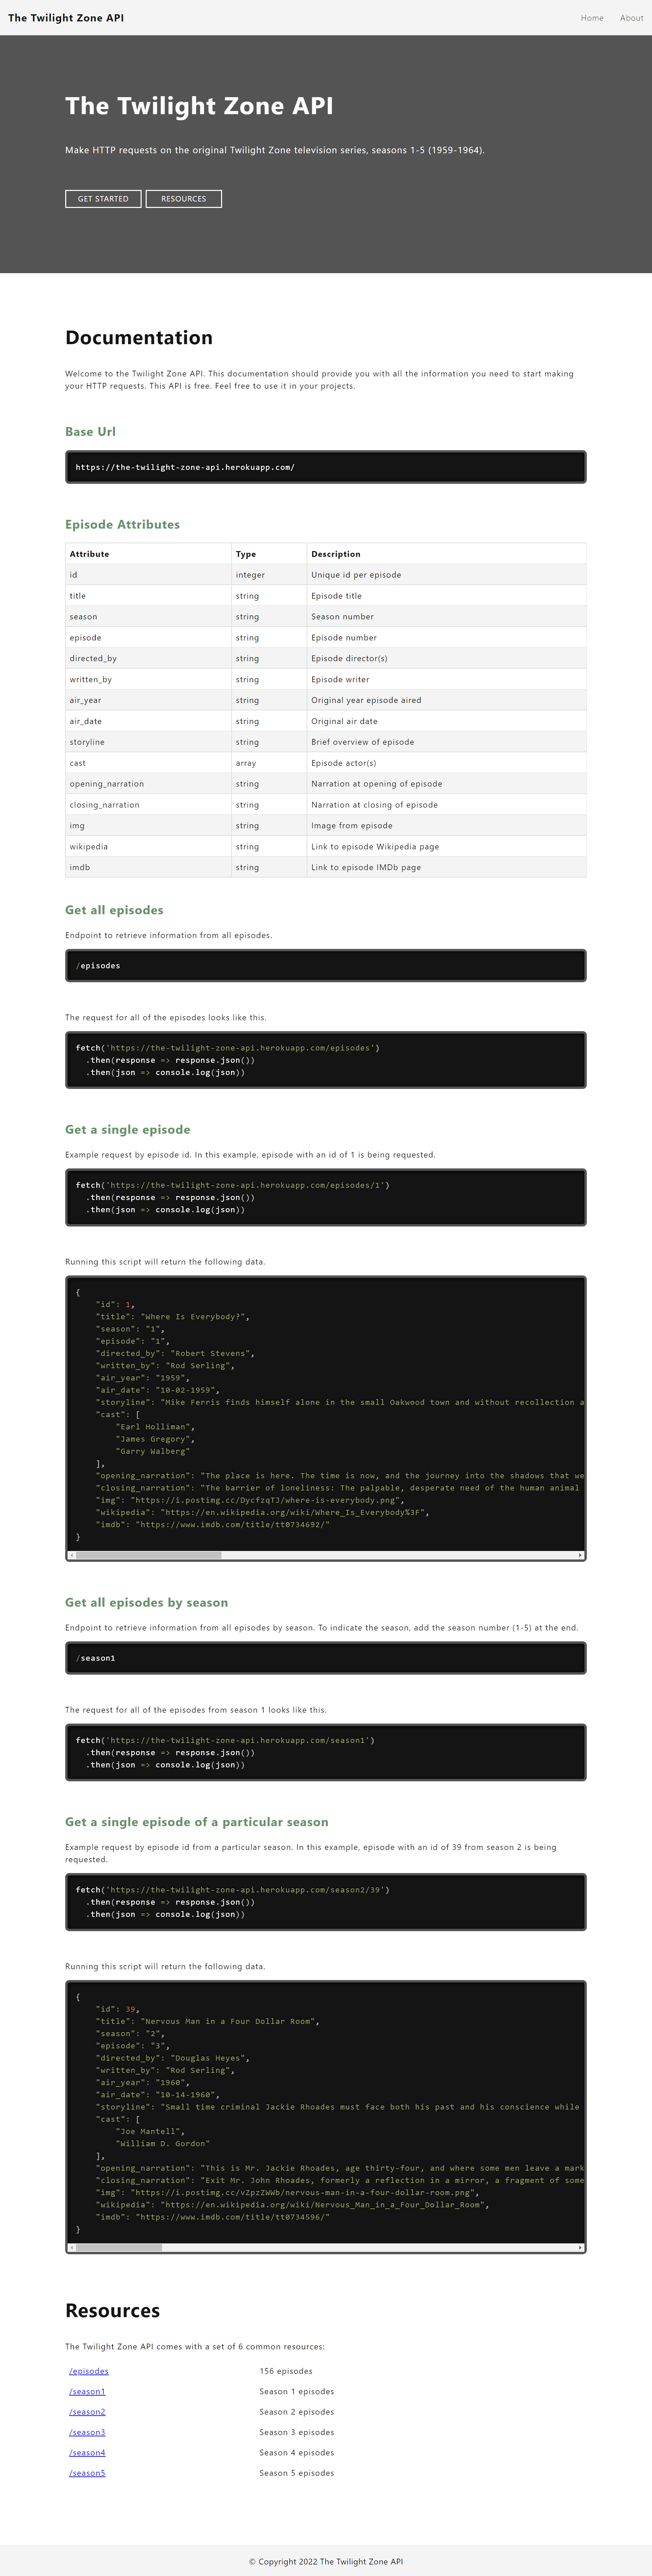 The Twilight Zone API
Home
About
The Twilight Zone API
Make HTTP requests on the original Twilight Zone television series, seasons 1-5 (1959-1964).
GET STARTED
RESOURCES
Documentation
Welcome to the Twilight Zone API. This documentation should provide you with all the information you need to start making
your HTTP requests. This API is free. Feel free to use it in your projects.
Base Url
https://the-twilight-zone-api.herokuapp.com/
Episode Attributes
Attribute Type Description
id integer Unique id per episode
title string Episode title
season string Season number
episode string Episode number
directed_by string Episode director(s)
written_by string Episode writer
air_year string Original year episode aired
air_date string Original air date
storyline string Brief overview of episode
cast array Episode actor(s)
opening_narration string Narration at opening of episode
closing_narration string Narration at closing of episode
img string Image from episode
wikipedia string Link to episode Wikipedia page
imdb string Link to episode IMDb page
Get all episodes
Endpoint to retrieve information from all episodes.
/episodes
The request for all of the episodes looks like this.
fetch('https://the-twilight-zone-api.herokuapp.com/episodes')
.then(response => response.json())
.then(json => console.log(json))
Get a single episode
Example request by episode id. In this example, episode with an id of 1 is being requested.
fetch('https://the-twilight-zone-api.herokuapp.com/episodes/1')
.then(response => response.json())
.then(json => console.log(json))
Running this script will return the following data.
{
"id": 1,
"title": "Where Is Everybody?",
"season": "1",
"episode": "1",
"directed_by": "Robert Stevens",
"written_by": "Rod Serling",
"air_year": "1959",
"air_date": "10-02-1959",
"storyline": "Mike Ferris finds himself alone in the small Oakwood town and without recollection a
"cast": [
"Earl Holliman",
"James Gregory",
"Garry Walberg"
],
"opening_narration": "The place is here. The time is now, and the journey into the shadows that we
"closing_narration": "The barrier of loneliness: The palpable, desperate need of the human animal
"img": "https://i.postimg.cc/DycfzqTJ/where-is-everybody.png",
"wikipedia": "https://en.wikipedia.org/wiki/Where_Is_Everybody%3F",
"imdb": "https://www.imdb.com/title/tt0734692/"
}
Get all episodes by season
Endpoint to retrieve information from all episodes by season. To indicate the season, add the season number (1-5) at the end.
/season1
The request for all of the episodes from season 1 looks like this.
fetch('https://the-twilight-zone-api.herokuapp.com/season1')
.then(response => response.json())
.then(json => console.log(json))
Get a single episode of a particular season
Example request by episode id from a particular season. In this example, episode with an id of 39 from season 2 is being
requested.
fetch('https://the-twilight-zone-api.herokuapp.com/season2/39')
.then(response => response.json())
.then(json => console.log(json))
Running this script will return the following data.
{
"id": 39,
"title": "Nervous Man in a Four Dollar Room",
"season": "2",
"episode": "3",
"directed_by": "Douglas Heyes",
"written_by": "Rod Serling",
"air_year": "1960",
"air_date": "10-14-1960",
"storyline": "Small time criminal Jackie Rhoades must face both his past and his conscience while
"cast": [
"Joe Mantell",
"William D. Gordon"
],
"opening_narration": "This is Mr. Jackie Rhoades, age thirty-four, and where some men leave a mark
"closing_narration": "Exit Mr. John Rhoades, formerly a reflection in a mirror, a fragment of some
"img": "https://i.postimg.cc/vZpzZWWb/nervous-man-in-a-four-dollar-room.png",
"wikipedia": "https://en.wikipedia.org/wiki/Nervous_Man_in_a_Four_Dollar_Room",
"imdb": "https://www.imdb.com/title/tt0734596/"
}
Resources
The Twilight Zone API comes with a set of 6 common resources:
/episodes 156 episodes
/season1 Season 1 episodes
/season2 Season 2 episodes
/season3 Season 3 episodes
/season4 Season 4 episodes
/season5 Season 5 episodes
© Copyright 2022 The Twilight Zone API